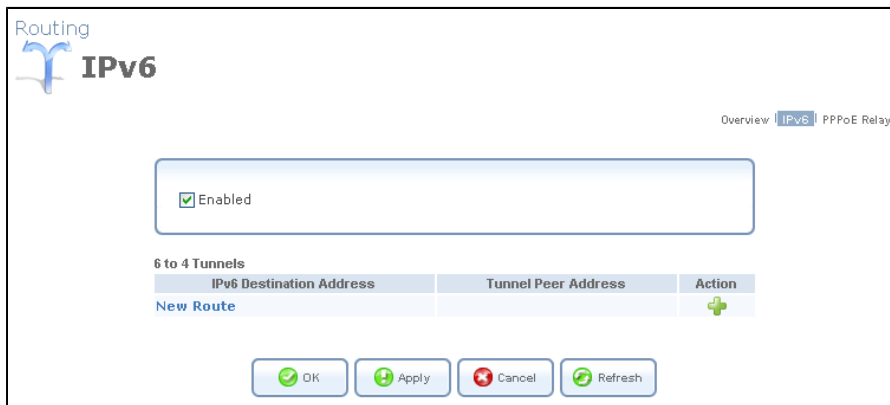 Routing
IPv6
Overview | IPv6 | PPPoE Relay
Enabled
6 to 4 Tunnels
IPv6 Destination Address Tunnel Peer Address Action
New Route
OK Apply Cancel Refresh